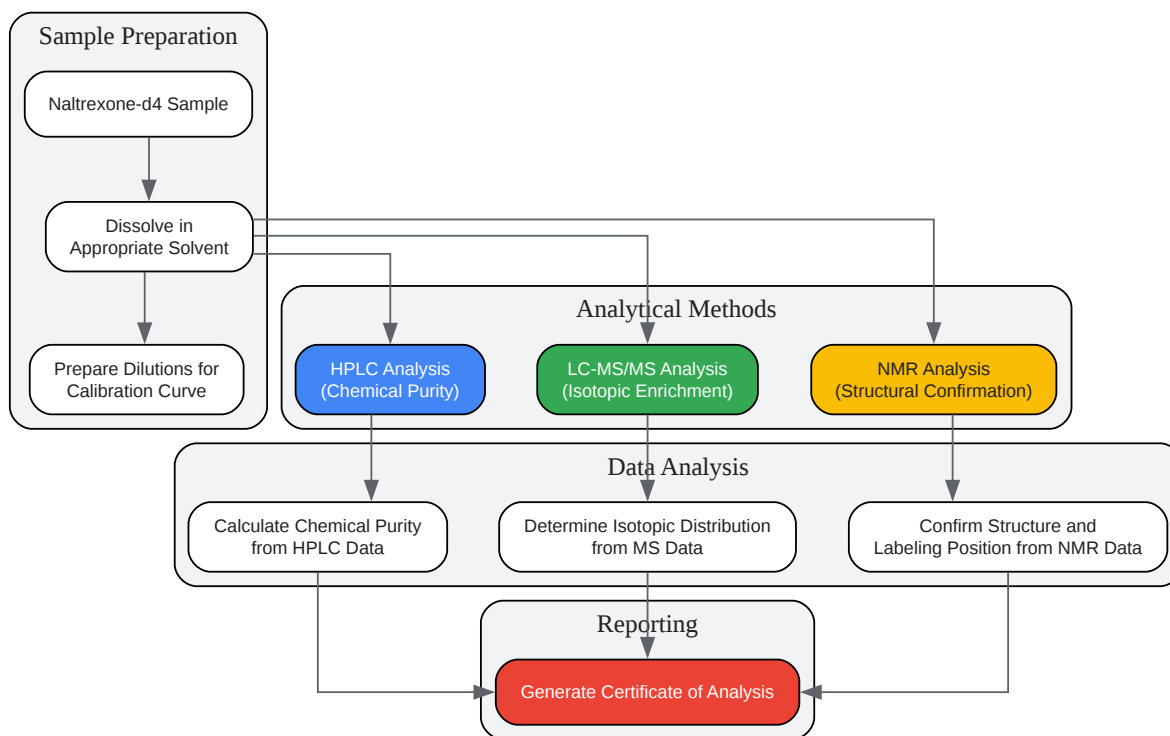 Sample Preparation
Naltrexone-d4 Sample
Dissolve in
Appropriate Solvent
Prepare Dilutions for
Calibration Curve
Analytical Methods
HPLC Analysis
(Chemical Purity)
LC-MS/MS Analysis
(Isotopic Enrichment)
NMR Analysis
(Structural Confirmation)
Data Analysis
Calculate Chemical Purity
from HPLC Data
Determine Isotopic Distribution
from MS Data
Confirm Structure and
Labeling Position from NMR Data
Reporting
Generate Certificate of Analysis